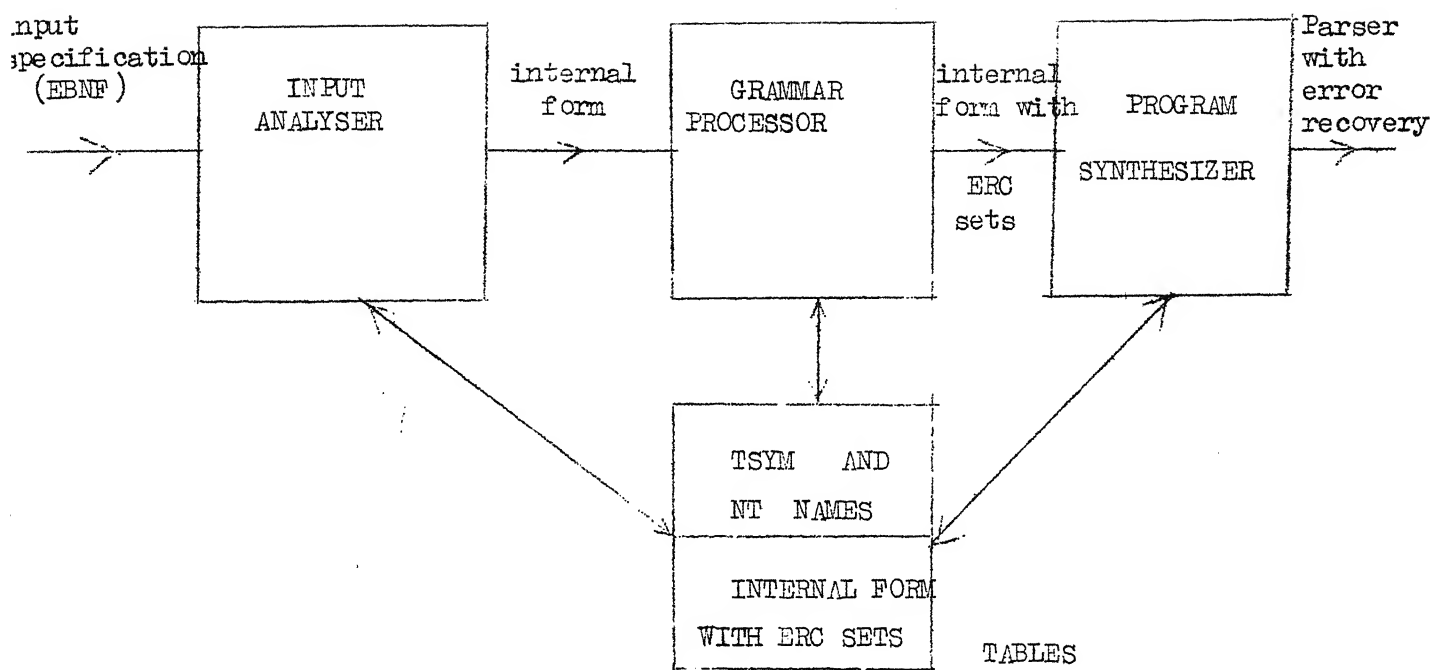 nput
specification
(EBNF)
INPUT
ANALYSER
internal
form
GRAMMAR
PROCESSOR
internal
form with
ERC
sets
PROGRAM
SYNTHESIZER
Parser
with
error
recovery
TSYM AND
NT NAMES
INTERNAL FORM
WITH ERC SETS
TABLES